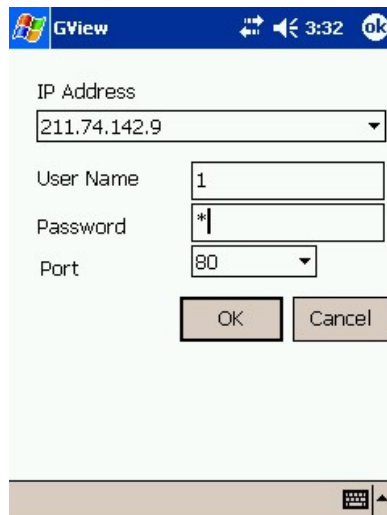 GView 3:32 ok
IP Address
211.74.142.9
User Name 1
Password *
Port 80
OK Cancel